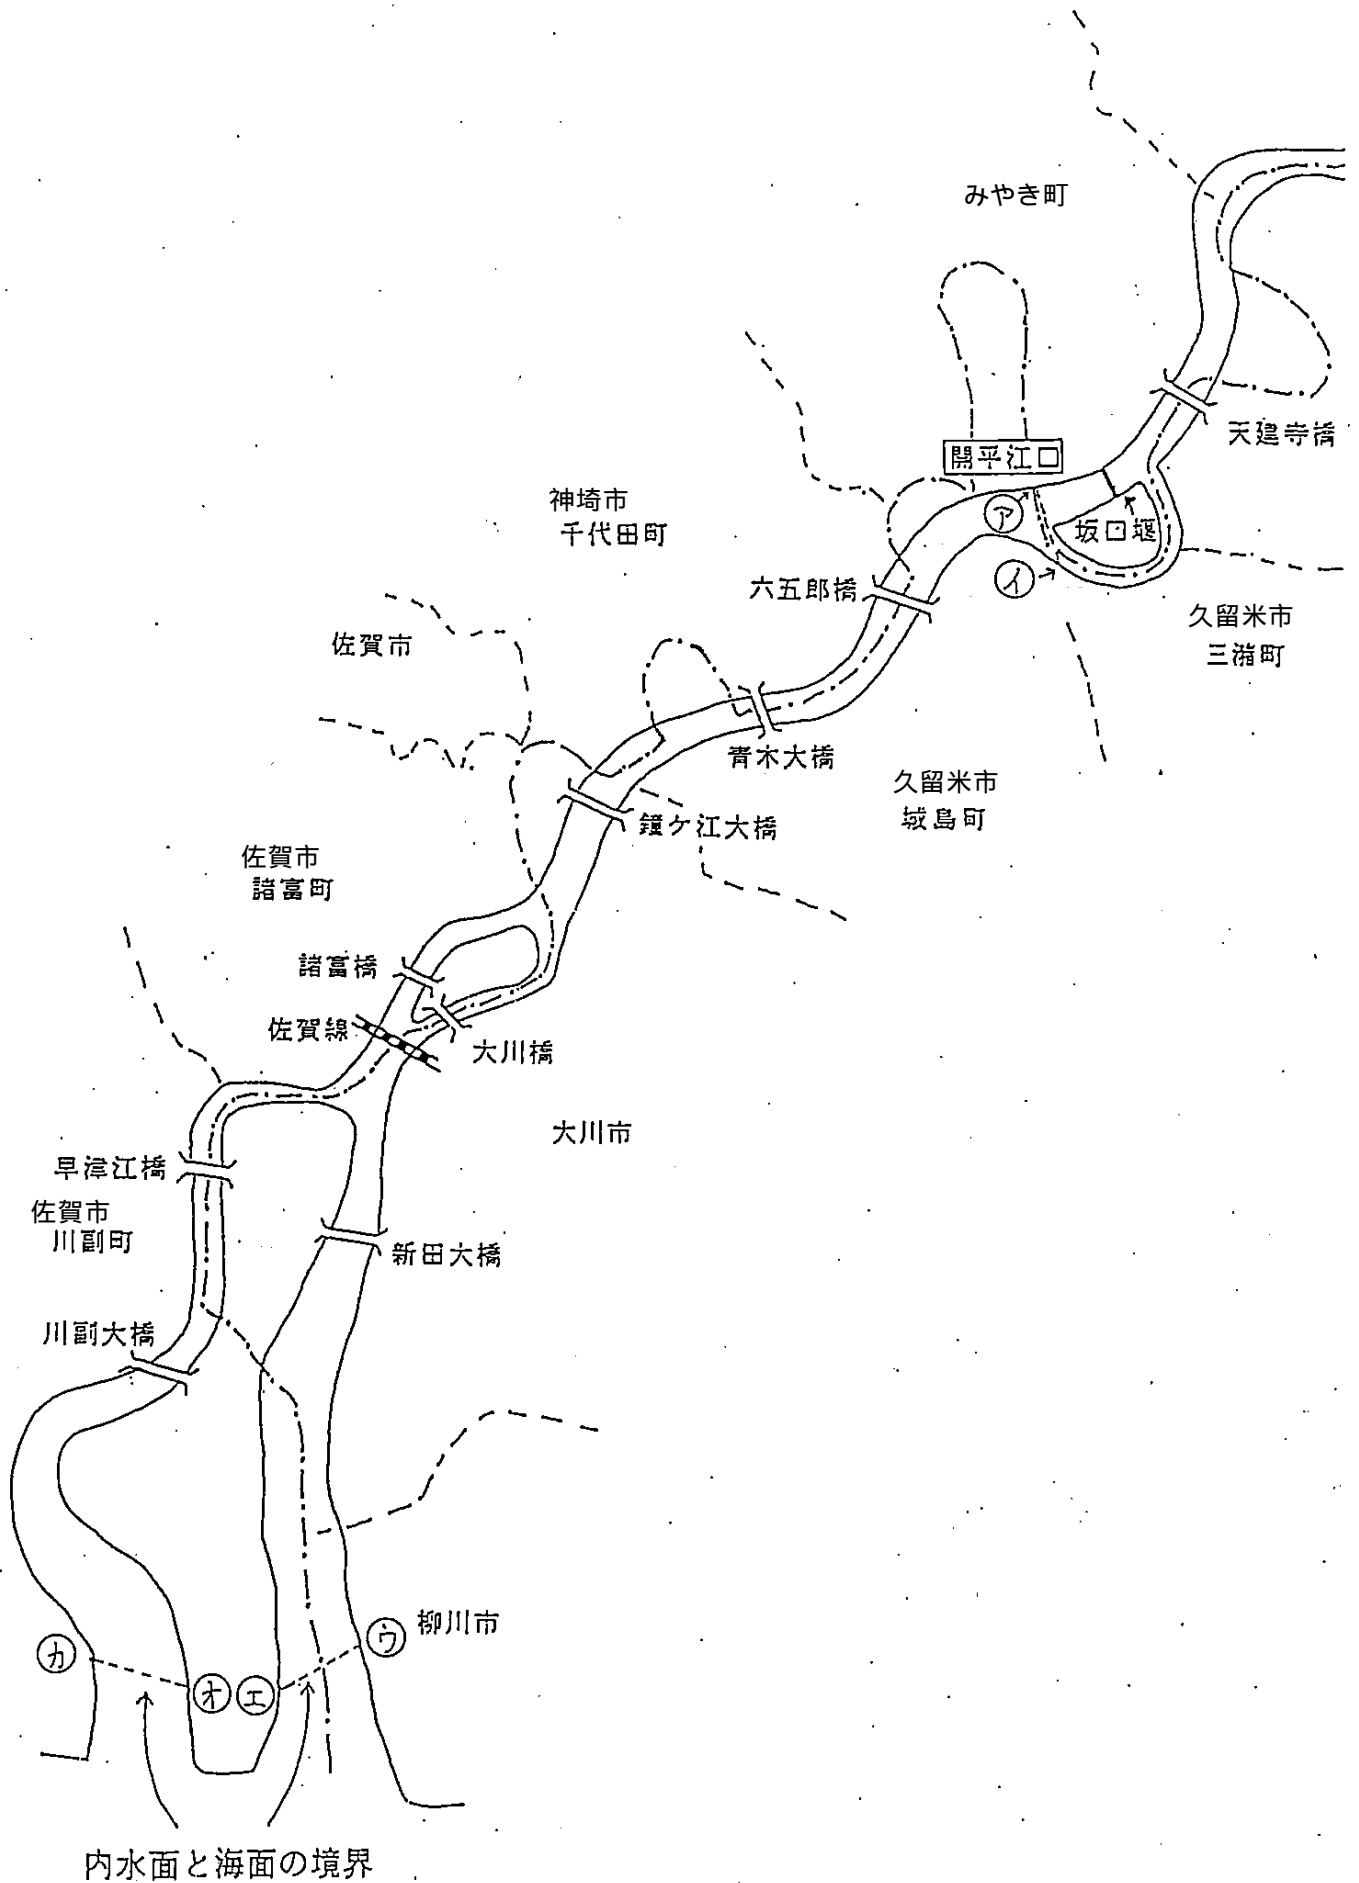 みやき町
天建寺橋
開平江口
神埼市
千代田町
ア
坂口堰
イ
六五郎橋
久留米市
三潴町
佐賀市
青木大橋
久留米市
城島町
鐘ケ江大橋
佐賀市
諸富町
諸富橋
佐賀線
大川橋
大川市
早津江橋
佐賀市
川副町
新田大橋
川副大橋
カ
オ
エ
ウ
柳川市
内水面と海面の境界